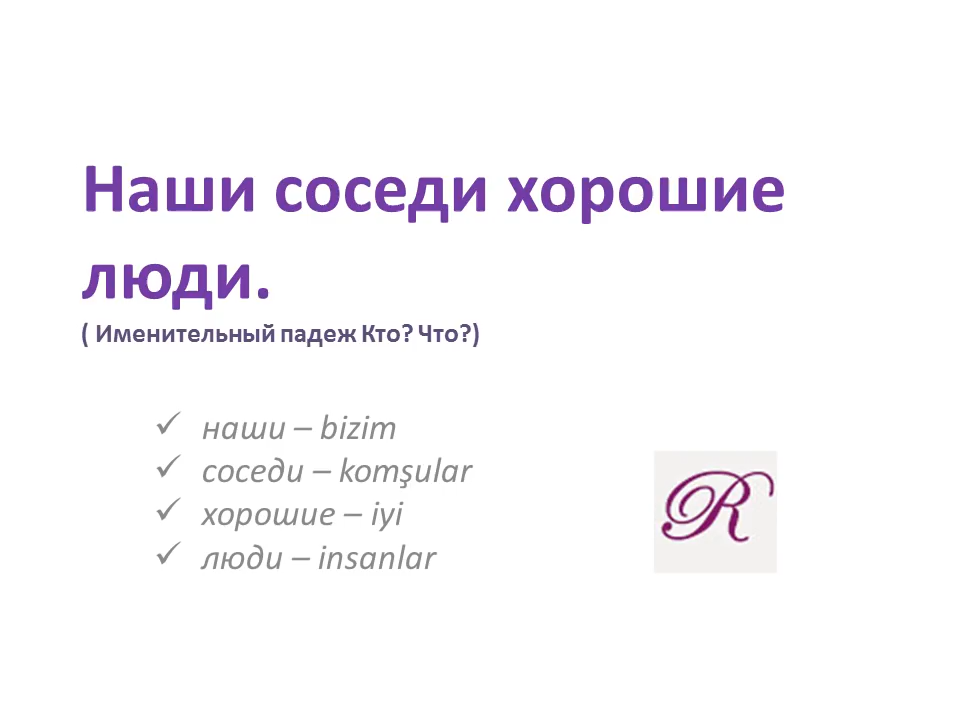 Наши соседи хорошие
люди.
( Именительный падеж Кто? Что?)
✓ наши – bizim
✓ соседи – komşular
✓ хорошие – iyi
✓ люди – insanlar
R